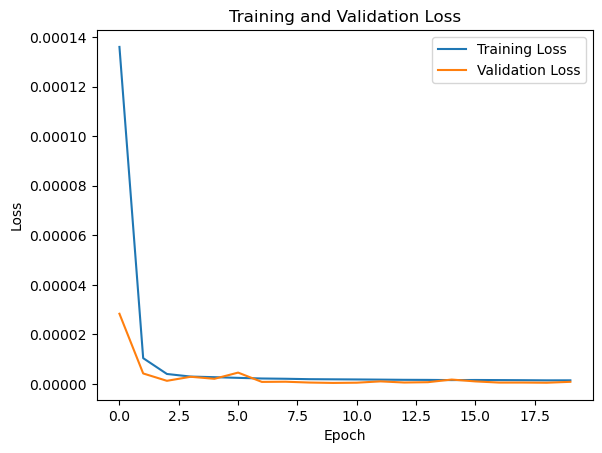 Training and Validation Loss
Training Loss
Validation Loss
0.00014
0.00012
0.00010
0.00008
0.00006
0.00004
0.00002
0.00000
Loss
0.0 2.5 5.0 7.5 10.0 12.5 15.0 17.5
Epoch